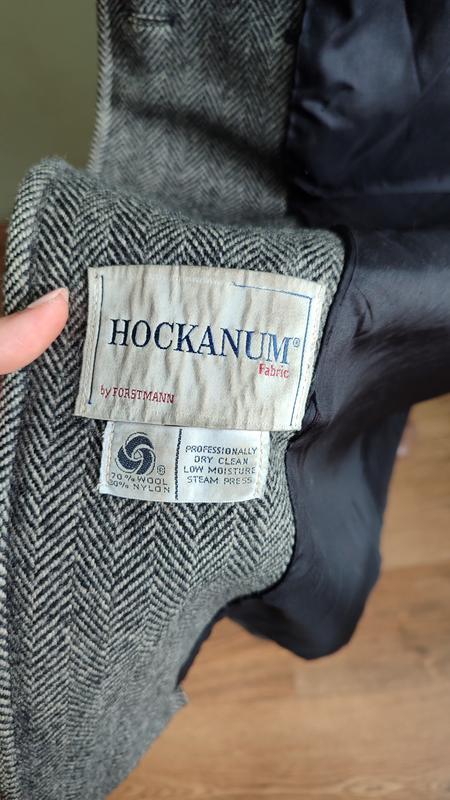 HOCKANUM®
Fabric
by FORSTMANN
®
70% WOOL
30% NYLON
PROFESSIONALLY
DRY CLEAN
LOW MOISTURE
STEAM PRESS